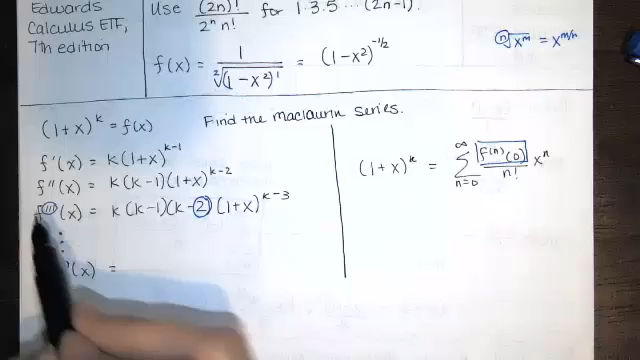 Edwards
Calculus ETF,
7th edition
Use (2n)! / 2ⁿ n! for 1·3·5···(2n-1).
f(x) = 1 / ²√(1-x²)¹ = (1-x²)^(-1/2)
ⁿ√x^m = x^(m/n)
(1+x)^k = f(x)
Find the maclaurin series.
f'(x) = k(1+x)^(k-1)
f''(x) = k(k-1)(1+x)^(k-2)
f'''(x) = k(k-1)(k-2)(1+x)^(k-3)
(x) =
(1+x)^k = ∞ Σ n=0 f⁽ⁿ⁾(0) / n! xⁿ